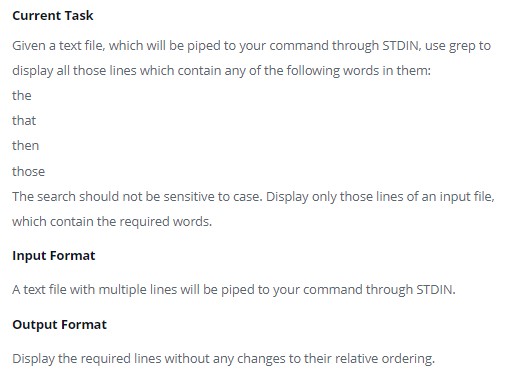 Current Task
Given a text file, which will be piped to your command through STDIN, use grep to
display all those lines which contain any of the following words in them:
the
that
then
those
The search should not be sensitive to case. Display only those lines of an input file,
which contain the required words.
Input Format
A text file with multiple lines will be piped to your command through STDIN.
Output Format
Display the required lines without any changes to their relative ordering.